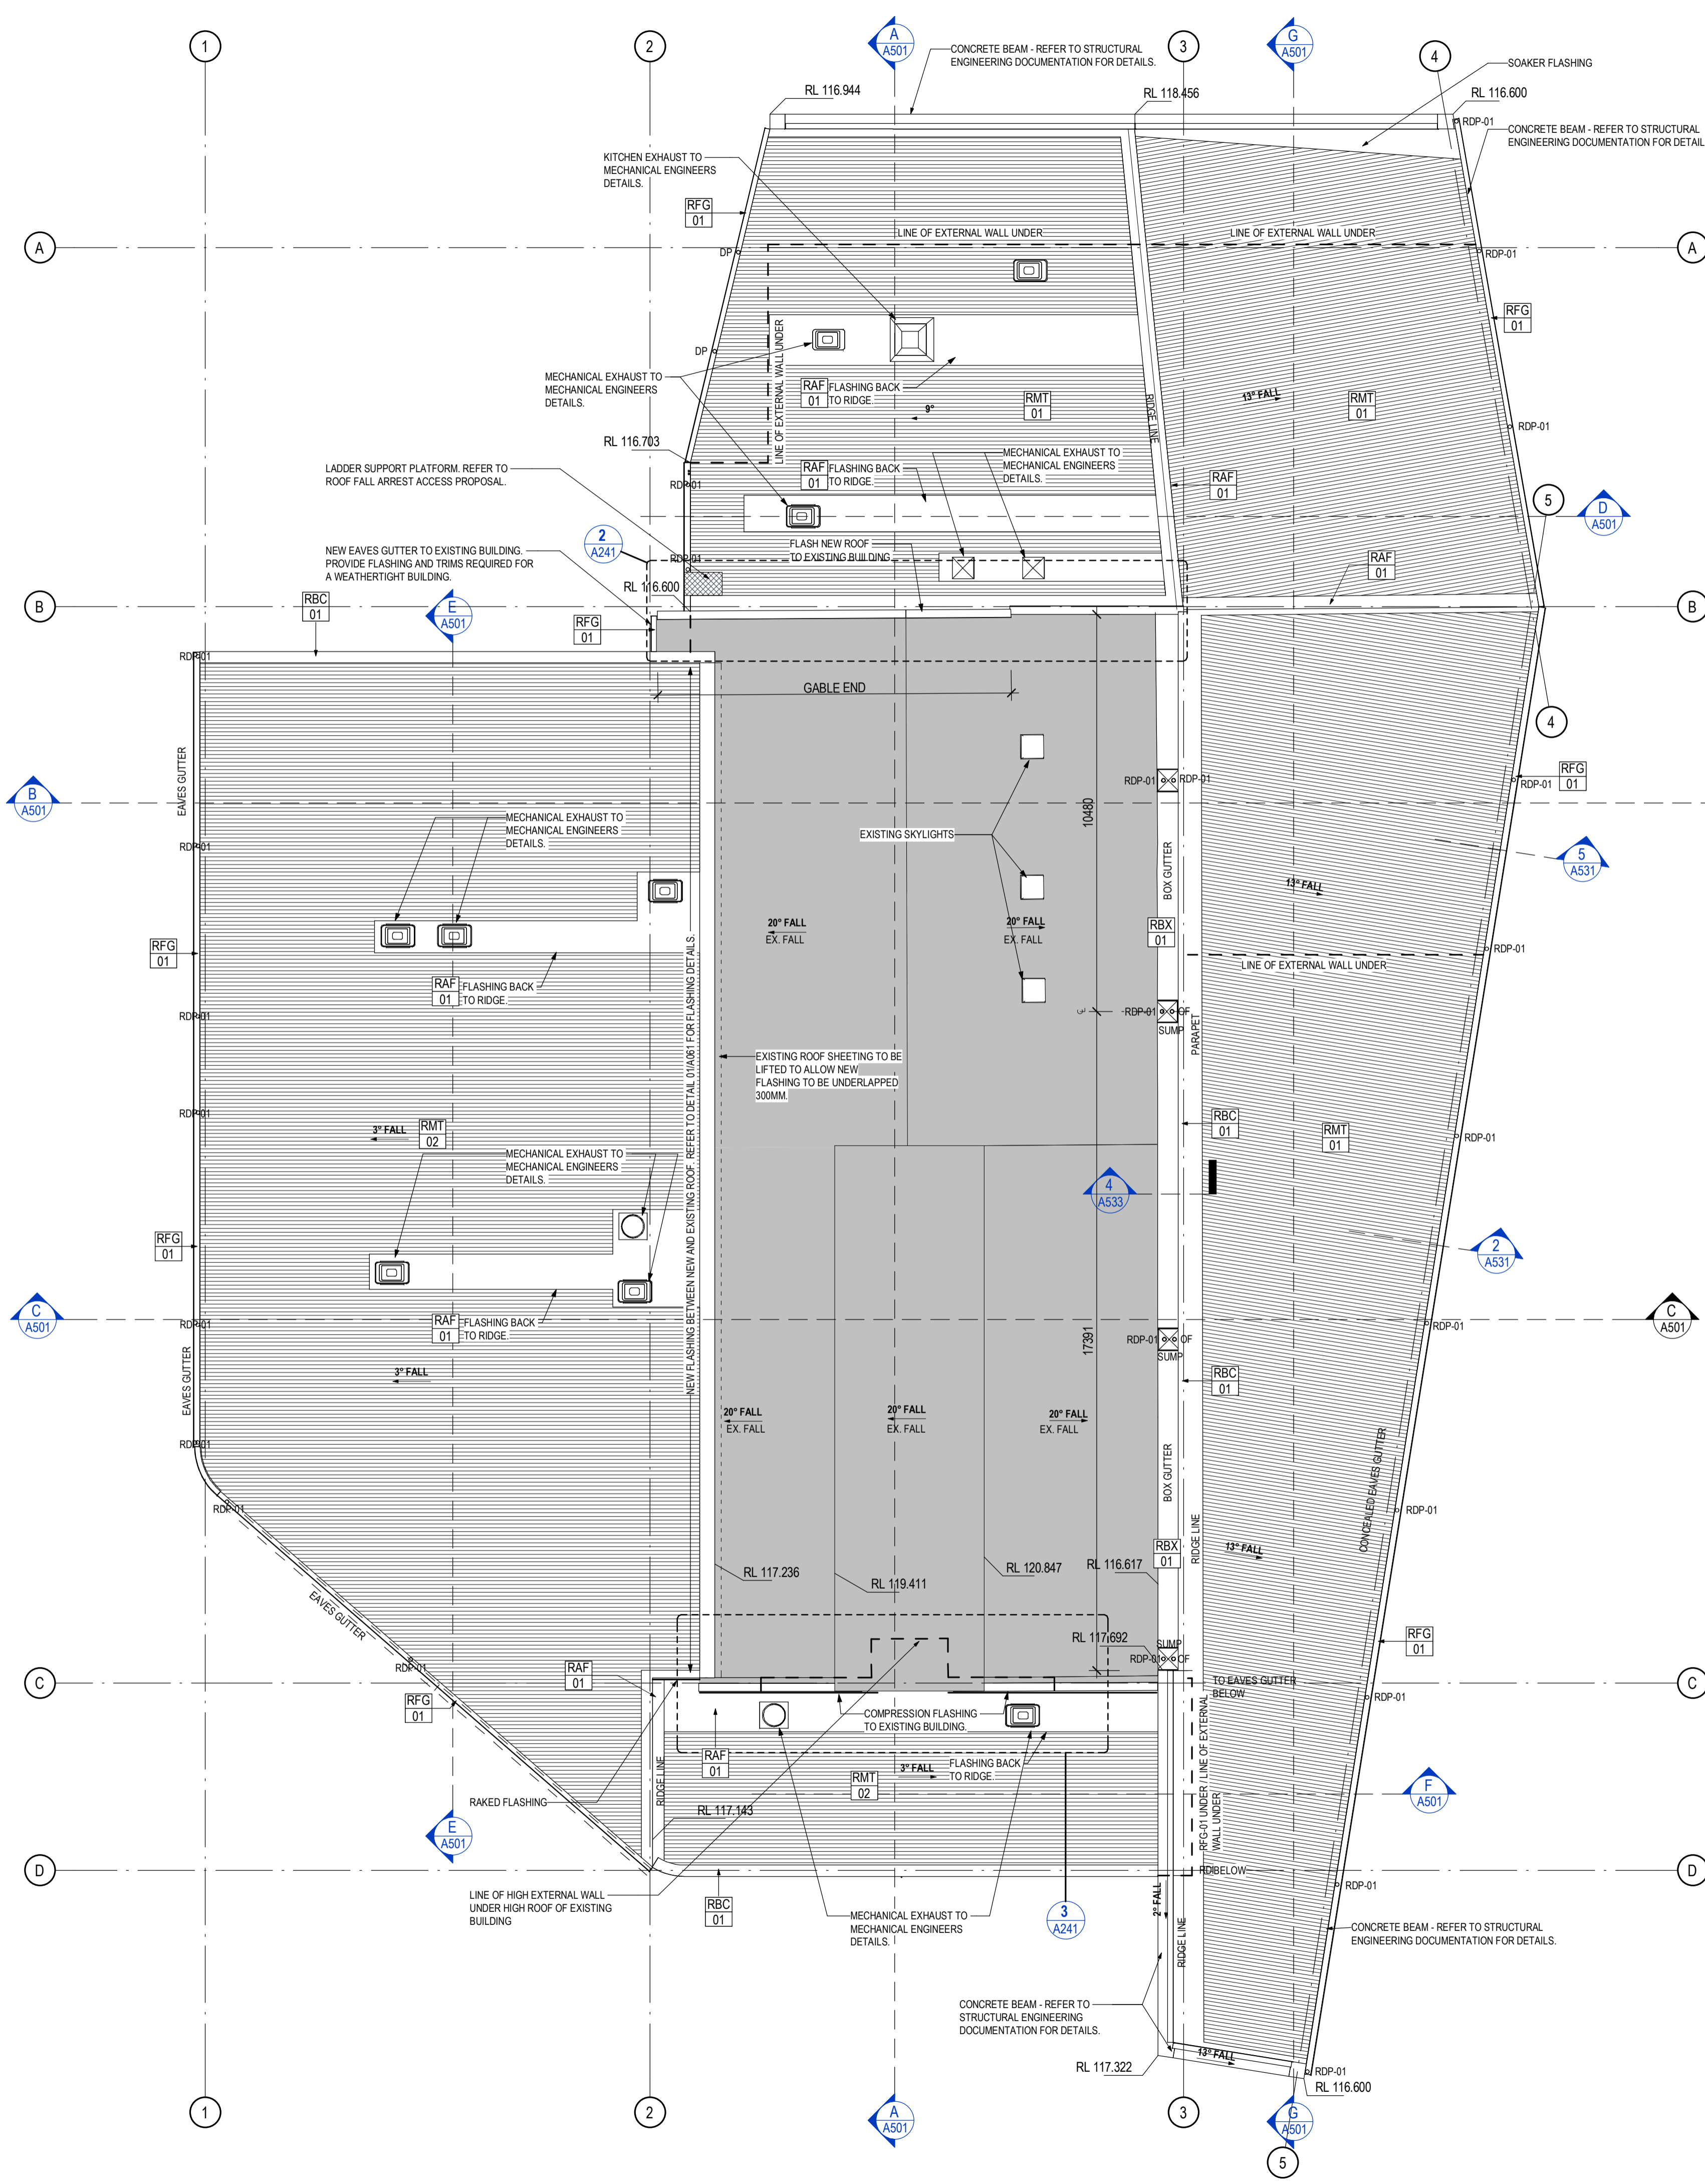 1
2
A
A501
3
G
A501
4
CONCRETE BEAM - REFER TO STRUCTURAL
ENGINEERING DOCUMENTATION FOR DETAILS.
SOAKER FLASHING
RL 116.944
RL 118.456
RL 116.600
RDP-01
CONCRETE BEAM - REFER TO STRUCTURAL
ENGINEERING DOCUMENTATION FOR DETAIL
KITCHEN EXHAUST TO
MECHANICAL ENGINEERS
DETAILS.
RFG
01
LINE OF EXTERNAL WALL UNDER
LINE OF EXTERNAL WALL UNDER
A
A
DP
RDP-01
RFG
01
LINE OF EXTERNAL WALL UNDER
DP
MECHANICAL EXHAUST TO
MECHANICAL ENGINEERS
DETAILS.
RAF
01
FLASHING BACK
TO RIDGE.
RMT
01
9°
RIDGE LINE
13° FALL
RMT
01
RDP-01
RL 116.703
LADDER SUPPORT PLATFORM. REFER TO
ROOF FALL ARREST ACCESS PROPOSAL.
RAF
01
FLASHING BACK
TO RIDGE.
MECHANICAL EXHAUST TO
MECHANICAL ENGINEERS
DETAILS.
RAF
01
RDP-01
5
D
A501
2
A241
NEW EAVES GUTTER TO EXISTING BUILDING.
PROVIDE FLASHING AND TRIMS REQUIRED FOR
A WEATHERTIGHT BUILDING.
FLASH NEW ROOF
TO EXISTING BUILDING
RDP-01
RAF
01
RL 116.600
B
B
RBC
01
E
A501
RFG
01
RDP-01
GABLE END
4
EAVES GUTTER
B
A501
RDP-01
RDP-01
RDP-01
RFG
01
10480
MECHANICAL EXHAUST TO
MECHANICAL ENGINEERS
DETAILS.
EXISTING SKYLIGHTS
BOX GUTTER
5
A531
RDP-01
13° FALL
20° FALL
EX. FALL
20° FALL
EX. FALL
RBX
01
RFG
01
RDP-01
LINE OF EXTERNAL WALL UNDER
RAF
01
FLASHING BACK
TO RIDGE.
RDP-01
RDP-01
OF
SUMP
PARAPET
NEW FLASHING BETWEEN NEW AND EXISTING ROOF. REFER TO DETAIL 01/A061 FOR FLASHING DETAILS.
EXISTING ROOF SHEETING TO BE
LIFTED TO ALLOW NEW
FLASHING TO BE UNDERLAPPED
300MM.
RDP-01
3° FALL
RMT
02
RBC
01
RMT
01
RDP-01
MECHANICAL EXHAUST TO
MECHANICAL ENGINEERS
DETAILS.
4
A533
RFG
01
2
A531
C
A501
RAF
01
FLASHING BACK
TO RIDGE.
RDP-01
17391
RDP-01
OF
SUMP
RDP-01
C
A501
EAVES GUTTER
3° FALL
RBC
01
20° FALL
EX. FALL
20° FALL
EX. FALL
20° FALL
EX. FALL
RDP-01
BOX GUTTER
CONCEALED EAVES GUTTER
RDP-01
RDP-01
RIDGE LINE
13° FALL
RBX
01
RL 117.236
RL 119.411
RL 120.847
RL 116.617
EAVES GUTTER
RFG
01
RL 117.692
SUMP
RDP-01
OF
RDP-01
RAF
01
C
C
TO EAVES GUTTER
BELOW
RDP-01
RFG
01
COMPRESSION FLASHING
TO EXISTING BUILDING.
RAF
01
RFG-01 UNDER / LINE OF EXTERNAL
WALL UNDER
3° FALL
FLASHING BACK
TO RIDGE
RMT
02
RIDGE LINE
RAKED FLASHING
RL 117.143
E
A501
F
A501
D
D
BELOW
RDP-01
LINE OF HIGH EXTERNAL WALL
UNDER HIGH ROOF OF EXISTING
BUILDING
RBC
01
MECHANICAL EXHAUST TO
MECHANICAL ENGINEERS
DETAILS.
3
A241
2° FALL
RIDGE LINE
CONCRETE BEAM - REFER TO STRUCTURAL
ENGINEERING DOCUMENTATION FOR DETAILS.
CONCRETE BEAM - REFER TO
STRUCTURAL ENGINEERING
DOCUMENTATION FOR DETAILS.
13° FALL
RL 117.322
RDP-01
RL 116.600
1
2
A
A501
3
G
A501
5